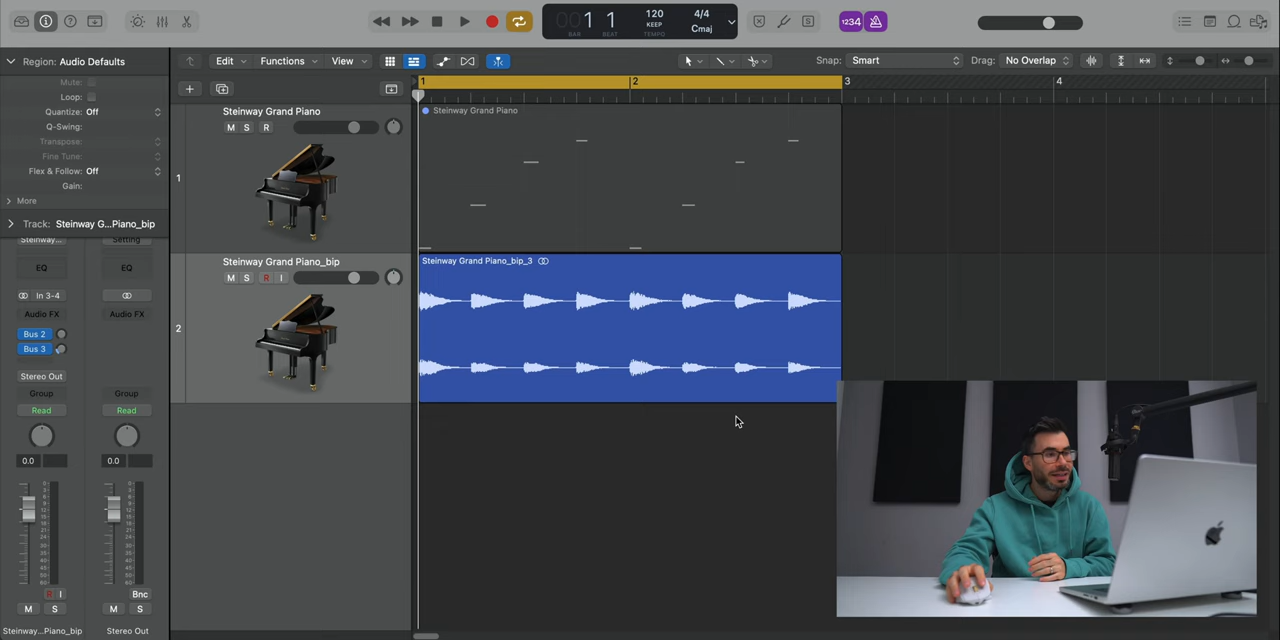 1 1
BAR
BEAT
120
KEEP
TEMPO
4/4
Cmaj
1234
S
Region: Audio Defaults
Edit
Functions
View
Snap:
Smart
Drag:
No Overlap
Mute:
Loop:
Quantize: Off
Q-Swing:
Transpose:
Fine Tune:
Flex & Follow: Off
Gain:
More
Track: Steinway G...Piano_bip
1
2
3
4
1
Steinway Grand Piano
M S R
Steinway Grand Piano
2
Steinway Grand Piano_bip
M S R I
Steinway Grand Piano_bip_3
Steinway...
Setting
EQ
EQ
In 3-4
Audio FX
Audio FX
Bus 2
Bus 3
Stereo Out
Group
Group
Read
Read
0.0
0.0
R I
Bnc
M S
M S
Steinway...Piano_bip
Stereo Out